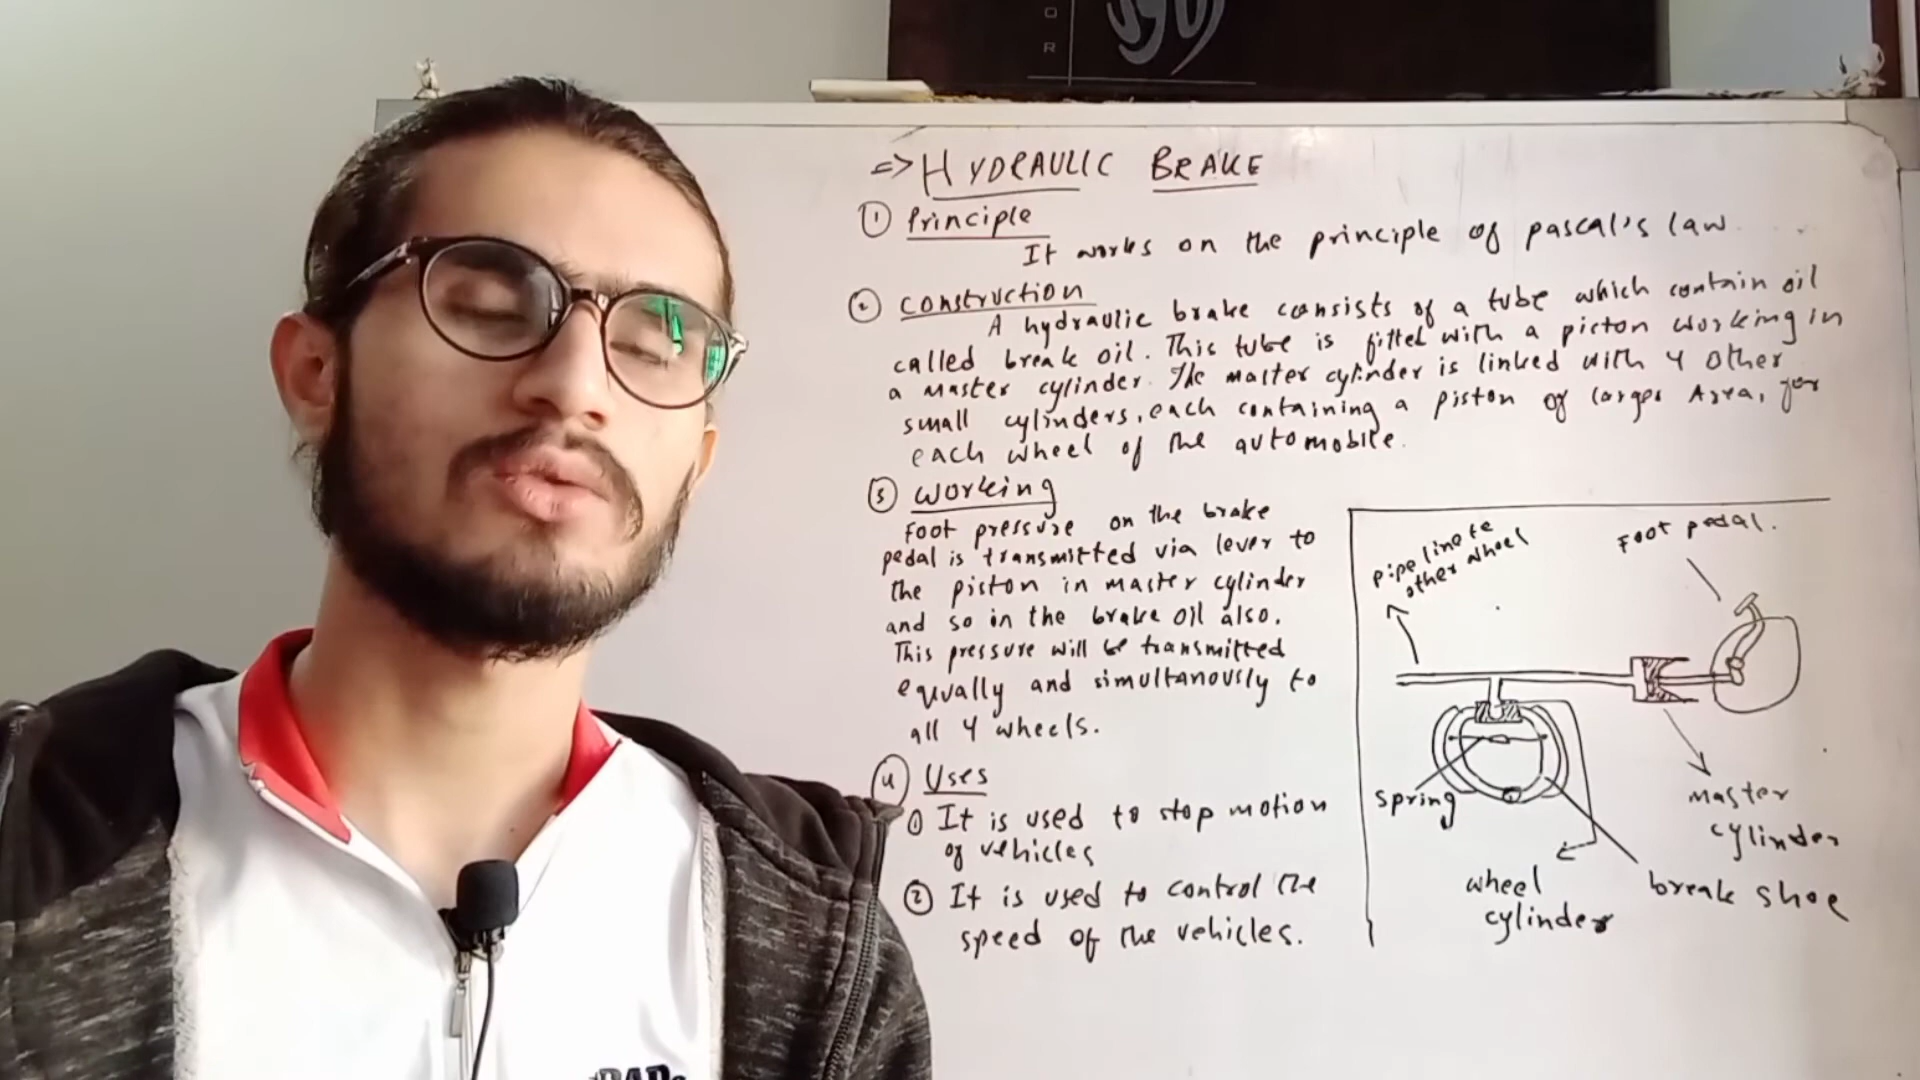 O
R
=> HYDRAULIC BRAKE
① Principle
It works on the principle of pascal's law.
② Construction
A hydraulic brake consists of a tube which contain oil
called break oil. This tube is fitted with a picton working in
a master cylinder. The master cylinder is linked with 4 other
small cylinders, each containing a piston of larger Area, for
each wheel of the automobile.
③ Working
Foot pressure on the brake
pedal is transmitted via lever to
the piston in master cylinder
and so in the brake oil also.
This pressure will be transmitted
equally and simultanously to
all 4 wheels.
④ Uses
① It is used to stop motion
of vehicles
② It is used to control the
speed of the vehicles.
pipe line to
other wheel
Foot pedal.
spring
master
cylinder
wheel
cylinder
break shoe